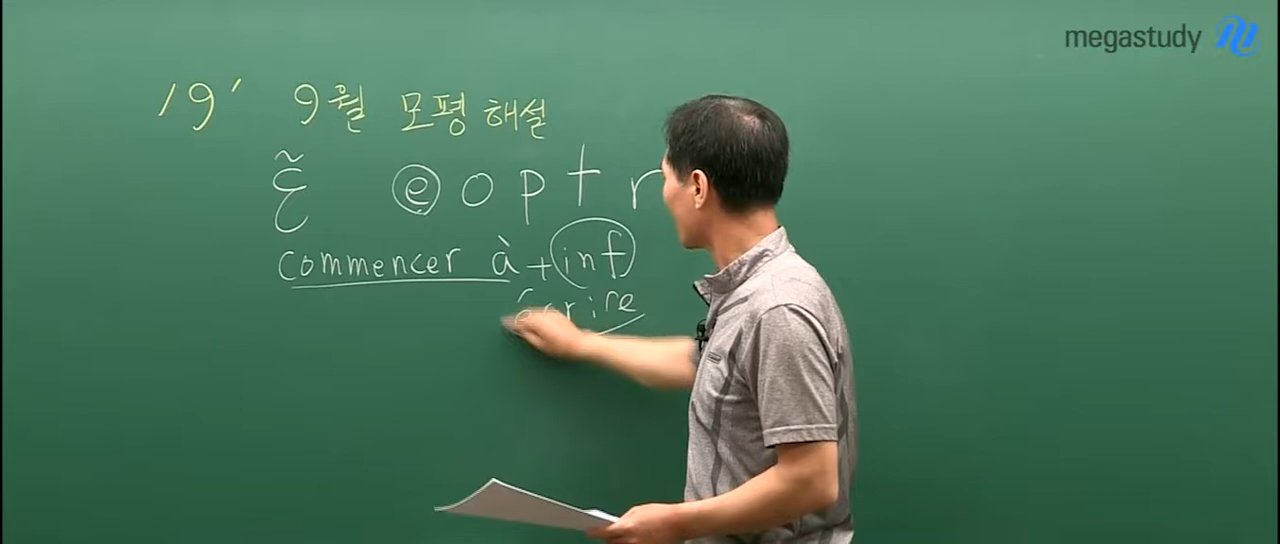 megastudy
19′ 9월 모평 해설
ɛ̃ e o p t r
commencer à + inf
écrire